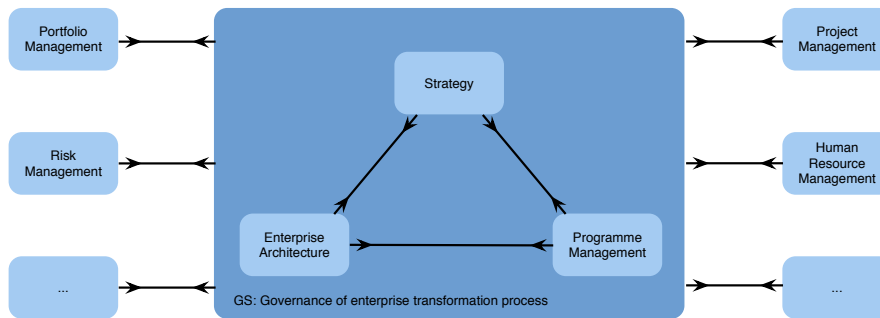 Portfolio
Management
Risk
Management
...
Strategy
Enterprise
Architecture
Programme
Management
GS: Governance of enterprise transformation process
Project
Management
Human
Resource
Management
...